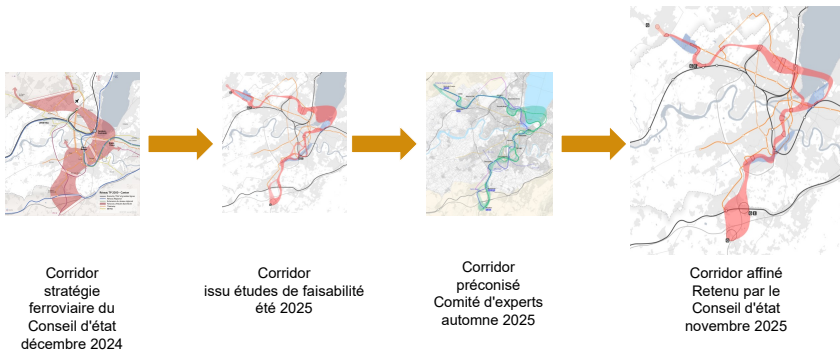 Corridor
stratégie
ferroviaire du
Conseil d'état
décembre 2024
Corridor
issu études de faisabilité
été 2025
Corridor
préconisé
Comité d'experts
automne 2025
Corridor affiné
Retenu par le
Conseil d'état
novembre 2025